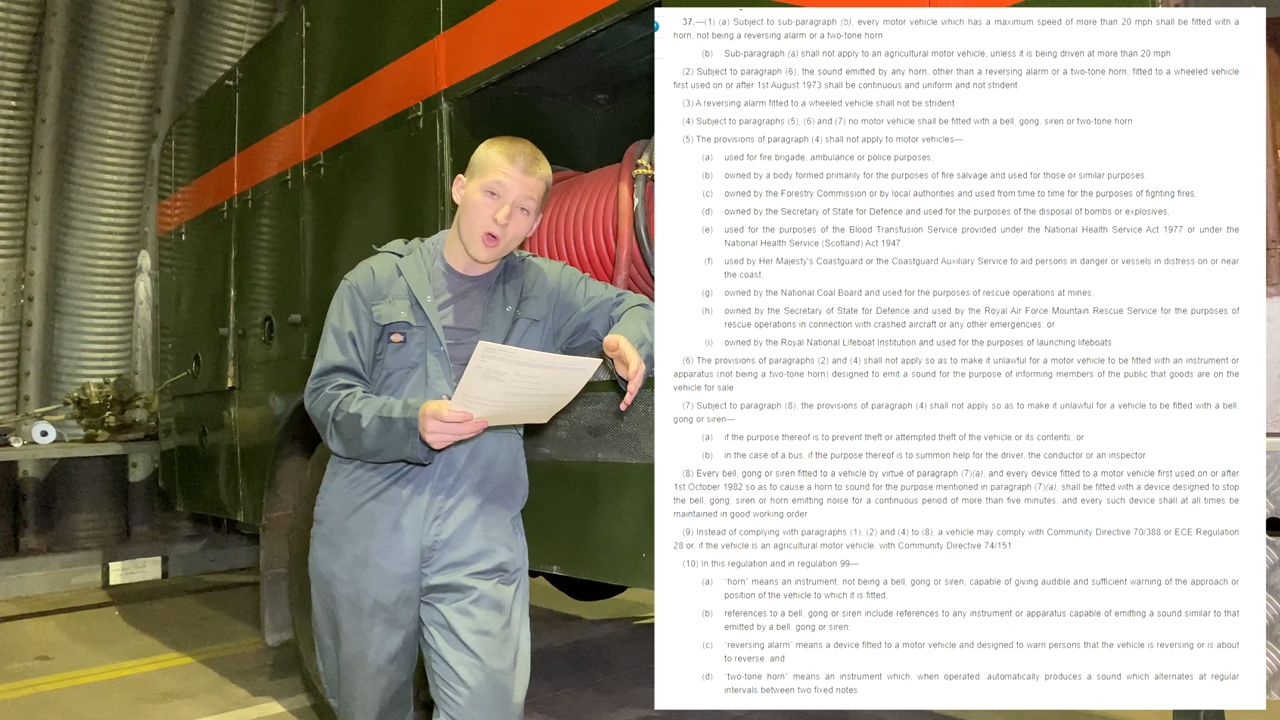 37.—(1) (a) Subject to sub-paragraph (b), every motor vehicle which has a maximum speed of more than 20 mph shall be fitted with a
horn, not being a reversing alarm or a two-tone horn
(b) Sub-paragraph (a) shall not apply to an agricultural motor vehicle, unless it is being driven at more than 20 mph
(2) Subject to paragraph (6), the sound emitted by any horn, other than a reversing alarm or a two-tone horn, fitted to a wheeled vehicle
first used on or after 1st August 1973 shall be continuous and uniform and not strident
(3) A reversing alarm fitted to a wheeled vehicle shall not be strident
(4) Subject to paragraphs (5), (6) and (7) no motor vehicle shall be fitted with a bell, gong, siren or two-tone horn
(5) The provisions of paragraph (4) shall not apply to motor vehicles—
(a) used for fire brigade, ambulance or police purposes;
(b) owned by a body formed primarily for the purposes of fire salvage and used for those or similar purposes;
(c) owned by the Forestry Commission or by local authorities and used from time to time for the purposes of fighting fires;
(d) owned by the Secretary of State for Defence and used for the purposes of the disposal of bombs or explosives;
(e) used for the purposes of the Blood Transfusion Service provided under the National Health Service Act 1977 or under the
National Health Service (Scotland) Act 1947
(f) used by Her Majesty's Coastguard or the Coastguard Auxiliary Service to aid persons in danger or vessels in distress on or near
the coast;
(g) owned by the National Coal Board and used for the purposes of rescue operations at mines;
(h) owned by the Secretary of State for Defence and used by the Royal Air Force Mountain Rescue Service for the purposes of
rescue operations in connection with crashed aircraft or any other emergencies; or
(i) owned by the Royal National Lifeboat Institution and used for the purposes of launching lifeboats
(6) The provisions of paragraphs (2) and (4) shall not apply so as to make it unlawful for a motor vehicle to be fitted with an instrument or
apparatus (not being a two-tone horn) designed to emit a sound for the purpose of informing members of the public that goods are on the
vehicle for sale
(7) Subject to paragraph (8), the provisions of paragraph (4) shall not apply so as to make it unlawful for a vehicle to be fitted with a bell,
gong or siren—
(a) if the purpose thereof is to prevent theft or attempted theft of the vehicle or its contents; or
(b) in the case of a bus, if the purpose thereof is to summon help for the driver, the conductor or an inspector
(8) Every bell, gong or siren fitted to a vehicle by virtue of paragraph (7)(a), and every device fitted to a motor vehicle first used on or after
1st October 1982 so as to cause a horn to sound for the purpose mentioned in paragraph (7)(a), shall be fitted with a device designed to stop
the bell, gong, siren or horn emitting noise for a continuous period of more than five minutes; and every such device shall at all times be
maintained in good working order
(9) Instead of complying with paragraphs (1), (2) and (4) to (8), a vehicle may comply with Community Directive 70/388 or ECE Regulation
28 or, if the vehicle is an agricultural motor vehicle, with Community Directive 74/151
(10) In this regulation and in regulation 99—
(a) "horn" means an instrument, not being a bell, gong or siren, capable of giving audible and sufficient warning of the approach or
position of the vehicle to which it is fitted;
(b) references to a bell, gong or siren include references to any instrument or apparatus capable of emitting a sound similar to that
emitted by a bell, gong or siren;
(c) "reversing alarm" means a device fitted to a motor vehicle and designed to warn persons that the vehicle is reversing or is about
to reverse; and
(d) "two-tone horn" means an instrument which, when operated, automatically produces a sound which alternates at regular
intervals between two fixed notes